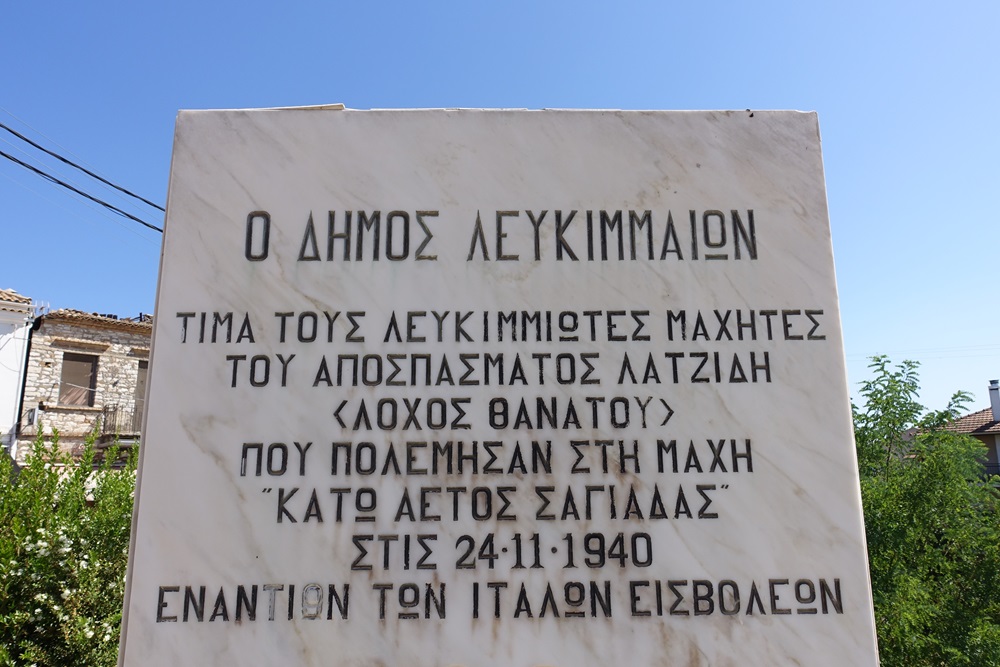 Ο ΔΗΜΟΣ ΛΕΥΚΙΜΜΑΙΩΝ
ΤΙΜΑ ΤΟΥΣ ΛΕΥΚΙΜΜΙΩΤΕΣ ΜΑΧΗΤΕΣ
ΤΟΥ ΑΠΟΣΠΑΣΜΑΤΟΣ ΛΑΤΖΙΔΗ
<ΛΟΧΟΣ ΘΑΝΑΤΟΥ>
ΠΟΥ ΠΟΛΕΜΗΣΑΝ ΣΤΗ ΜΑΧΗ
"ΚΑΤΩ ΑΕΤΟΣ ΣΑΓΙΑΔΑΣ"
ΣΤΙΣ 24·11·1940
ΕΝΑΝΤΙΩΝ ΤΩΝ ΙΤΑΛΩΝ ΕΙΣΒΟΛΕΩΝ